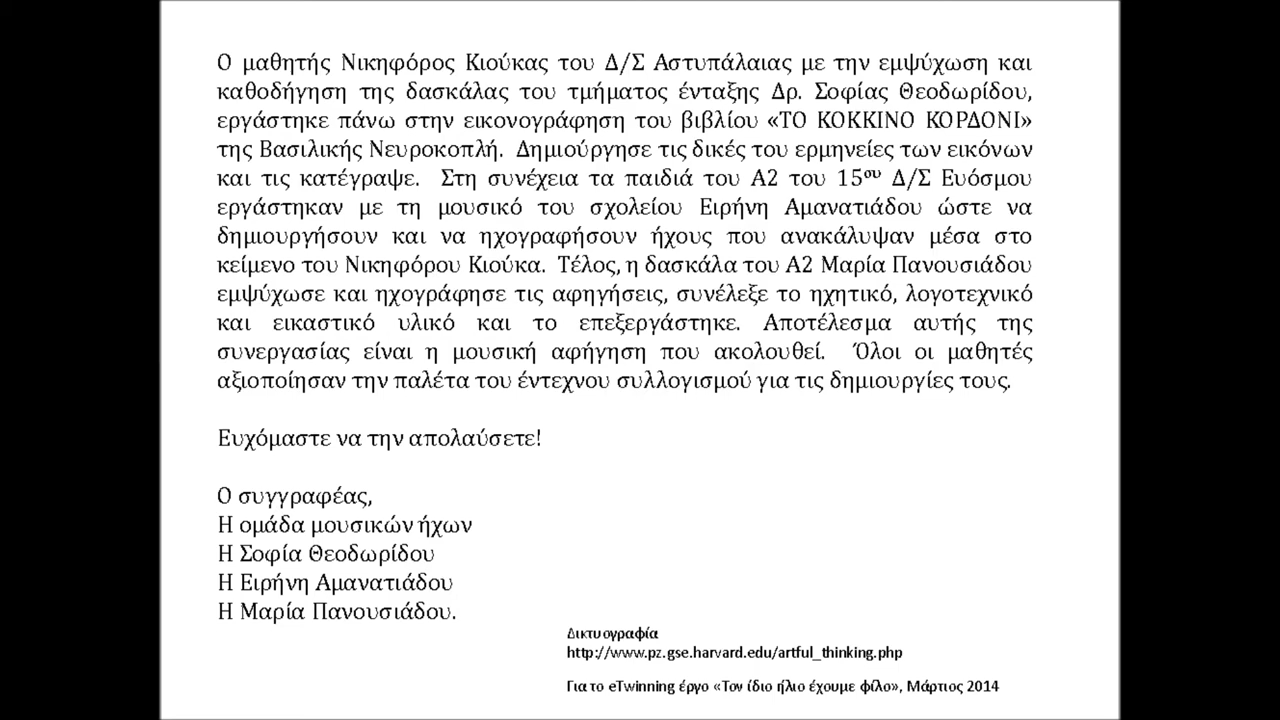 Ο μαθητής Νικηφόρος Κιούκας του Δ/Σ Αστυπάλαιας με την εμψύχωση και
καθοδήγηση της δασκάλας του τμήματος ένταξης Δρ. Σοφίας Θεοδωρίδου,
εργάστηκε πάνω στην εικονογράφηση του βιβλίου «ΤΟ ΚΟΚΚΙΝΟ ΚΟΡΔΟΝΙ»
της Βασιλικής Νευροκοπλή. Δημιούργησε τις δικές του ερμηνείες των εικόνων
και τις κατέγραψε. Στη συνέχεια τα παιδιά του Α2 του 15ου Δ/Σ Ευόσμου
εργάστηκαν με τη μουσικό του σχολείου Ειρήνη Αμανατιάδου ώστε να
δημιουργήσουν και να ηχογραφήσουν ήχους που ανακάλυψαν μέσα στο
κείμενο του Νικηφόρου Κιούκα. Τέλος, η δασκάλα του Α2 Μαρία Πανουσιάδου
εμψύχωσε και ηχογράφησε τις αφηγήσεις, συνέλεξε το ηχητικό, λογοτεχνικό
και εικαστικό υλικό και το επεξεργάστηκε. Αποτέλεσμα αυτής της
συνεργασίας είναι η μουσική αφήγηση που ακολουθεί. Όλοι οι μαθητές
αξιοποίησαν την παλέτα του έντεχνου συλλογισμού για τις δημιουργίες τους.
Ευχόμαστε να την απολαύσετε!
Ο συγγραφέας,
Η ομάδα μουσικών ήχων
Η Σοφία Θεοδωρίδου
Η Ειρήνη Αμανατιάδου
Η Μαρία Πανουσιάδου.
Δικτυογραφία
http://www.pz.gse.harvard.edu/artful_thinking.php
Για το eTwinning έργο «Τον ίδιο ήλιο έχουμε φίλο», Μάρτιος 2014